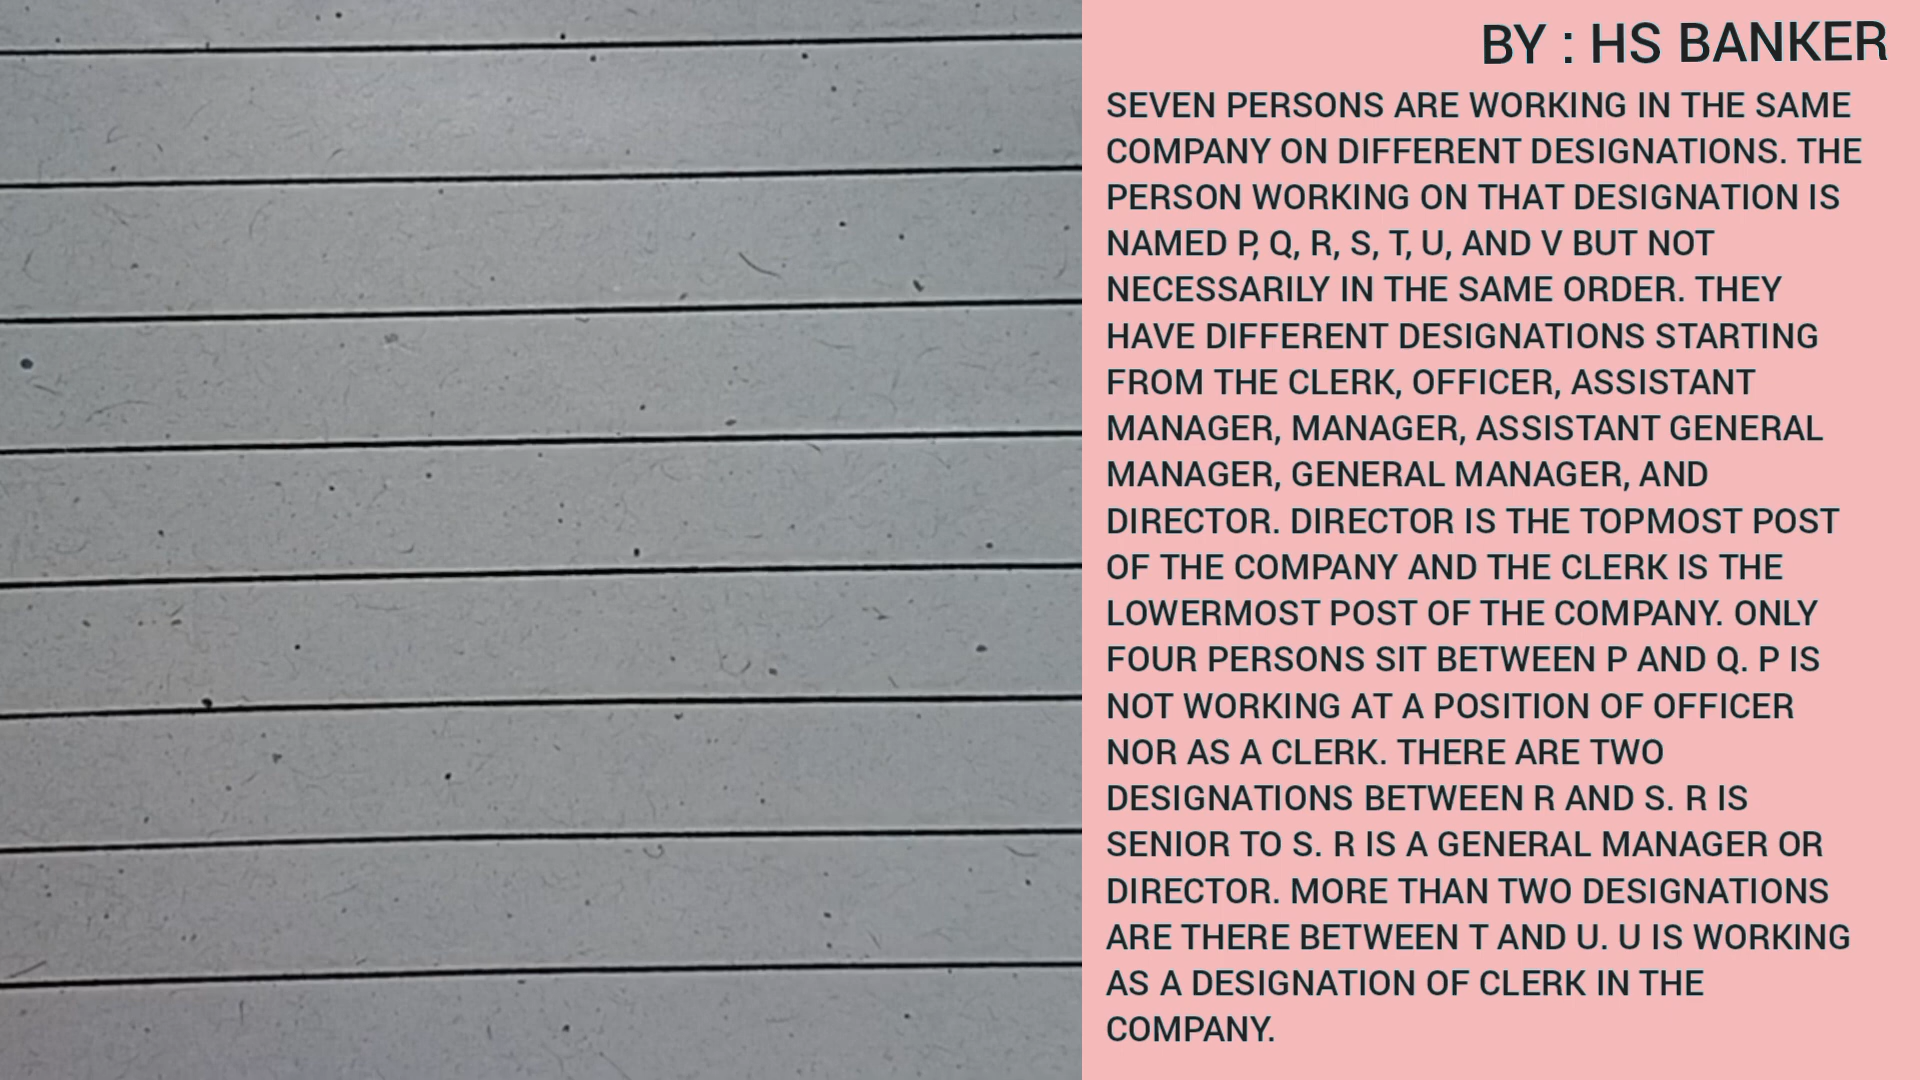 BY : HS BANKER
SEVEN PERSONS ARE WORKING IN THE SAME
COMPANY ON DIFFERENT DESIGNATIONS. THE
PERSON WORKING ON THAT DESIGNATION IS
NAMED P, Q, R, S, T, U, AND V BUT NOT
NECESSARILY IN THE SAME ORDER. THEY
HAVE DIFFERENT DESIGNATIONS STARTING
FROM THE CLERK, OFFICER, ASSISTANT
MANAGER, MANAGER, ASSISTANT GENERAL
MANAGER, GENERAL MANAGER, AND
DIRECTOR. DIRECTOR IS THE TOPMOST POST
OF THE COMPANY AND THE CLERK IS THE
LOWERMOST POST OF THE COMPANY. ONLY
FOUR PERSONS SIT BETWEEN P AND Q. P IS
NOT WORKING AT A POSITION OF OFFICER
NOR AS A CLERK. THERE ARE TWO
DESIGNATIONS BETWEEN R AND S. R IS
SENIOR TO S. R IS A GENERAL MANAGER OR
DIRECTOR. MORE THAN TWO DESIGNATIONS
ARE THERE BETWEEN T AND U. U IS WORKING
AS A DESIGNATION OF CLERK IN THE
COMPANY.